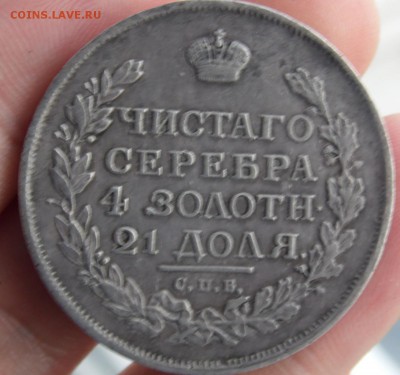 COINS.LAVE.RU
ЧИСТАГО
СЕРЕБРА
4 ЗОЛОТН.
21 ДОЛЯ.
С.П.Б.